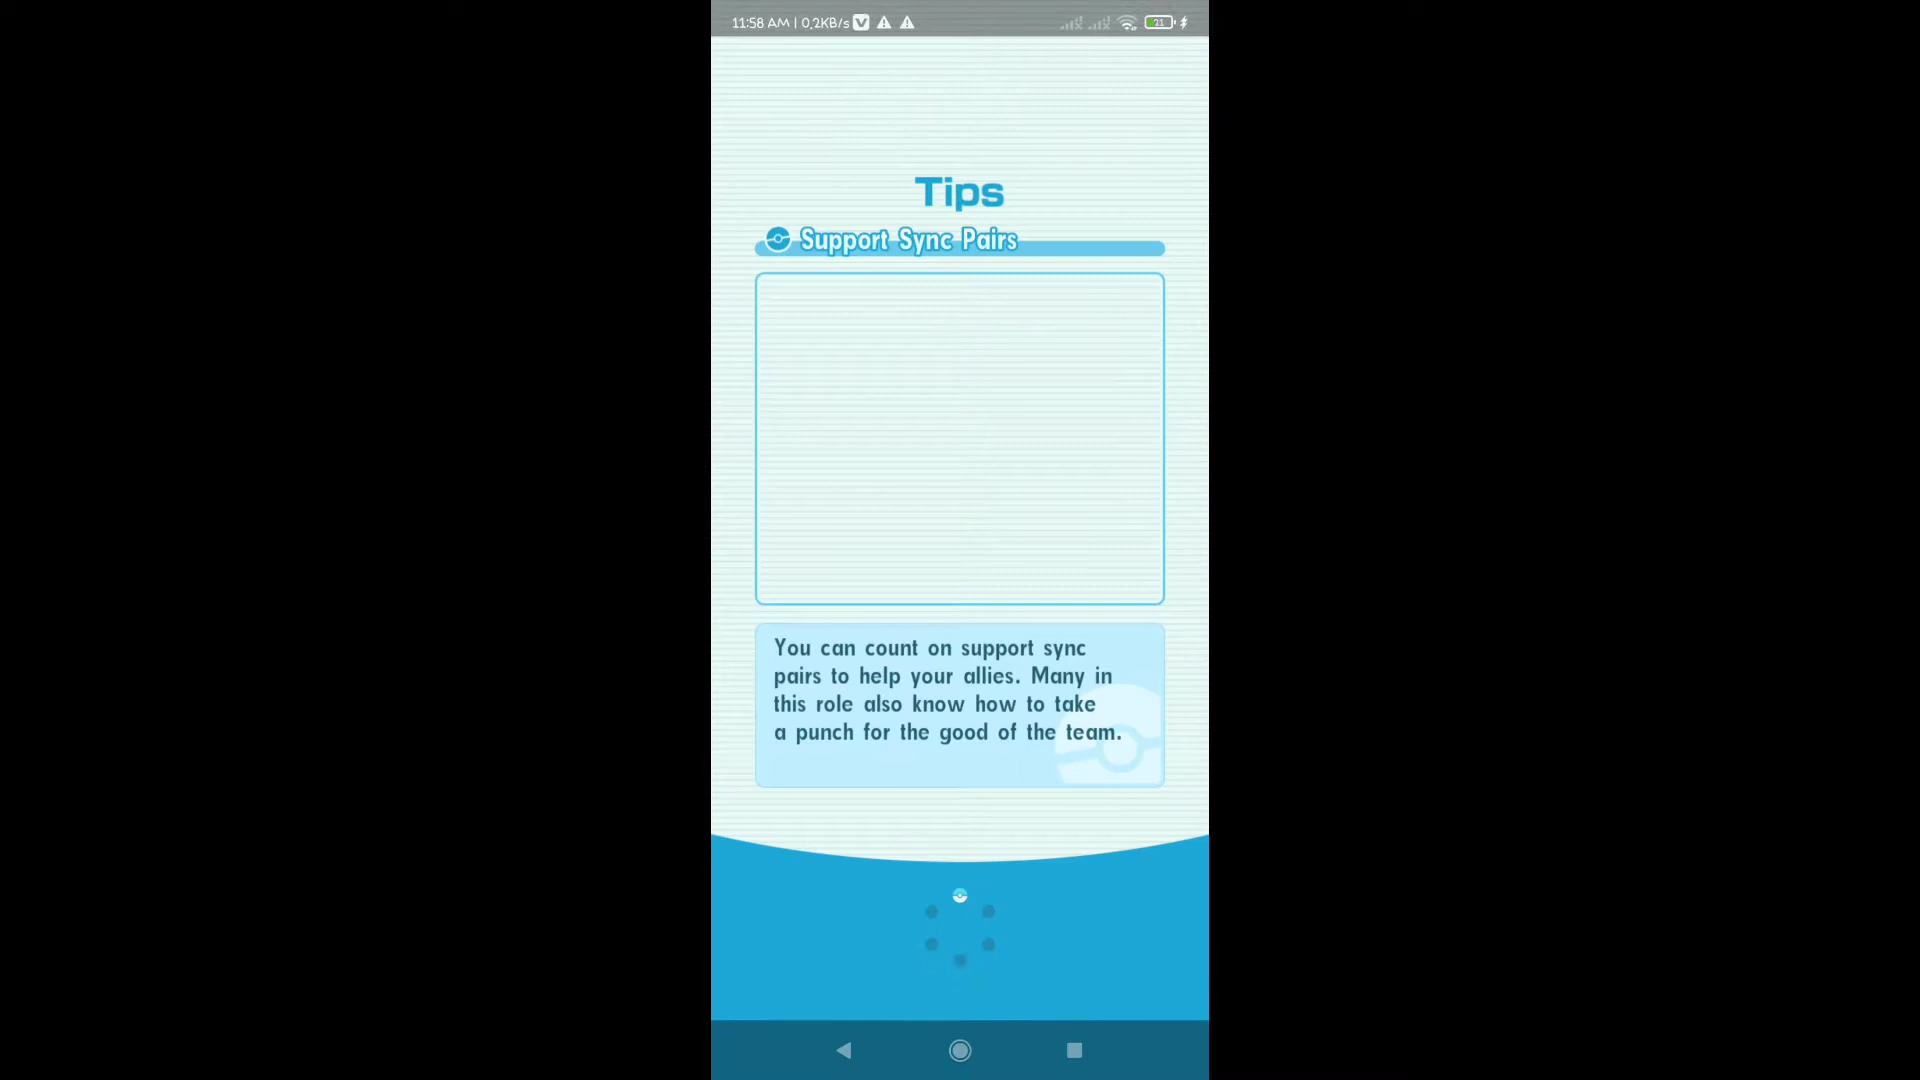 11:58 AM | 0,2KB/s
21
Tips
Support Sync Pairs
You can count on support sync
pairs to help your allies. Many in
this role also know how to take
a punch for the good of the team.